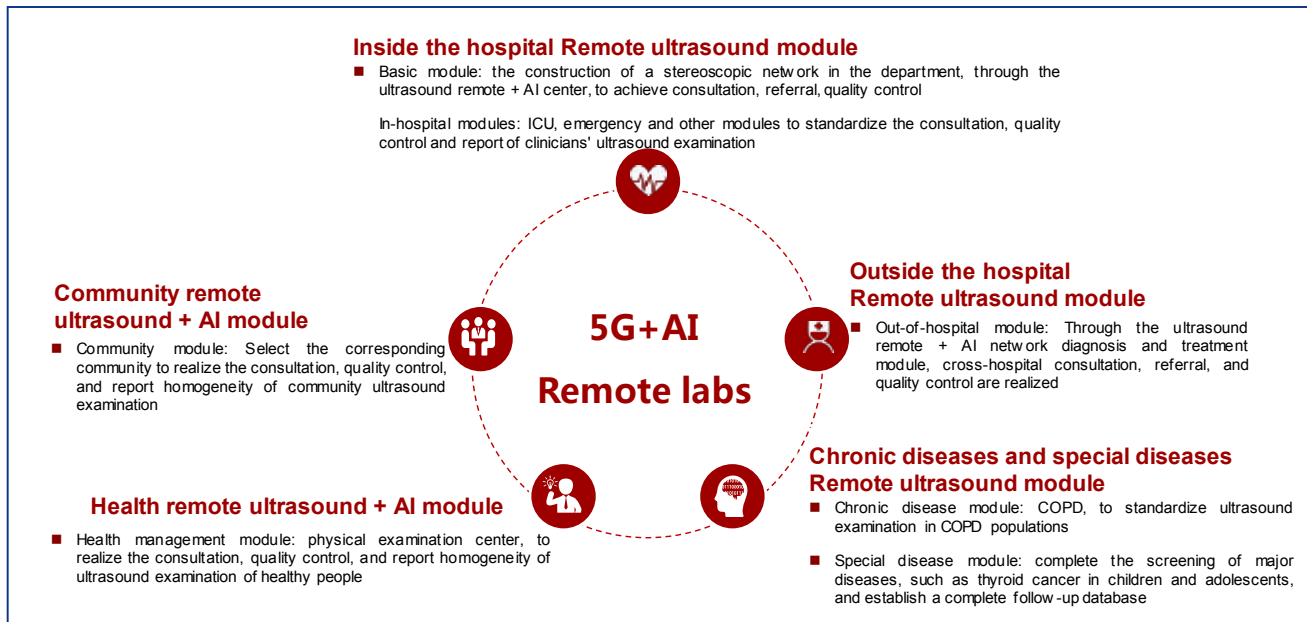 Inside the hospital Remote ultrasound module
Basic module: the construction of a stereoscopic network in the department, through the
ultrasound remote + AI center, to achieve consultation, referral, quality control
In-hospital modules: ICU, emergency and other modules to standardize the consultation, quality
control and report of clinicians' ultrasound examination
Community remote
ultrasound + AI module
Community module: Select the corresponding
community to realize the consultation, quality control,
and report homogeneity of community ultrasound
examination
5G+AI
Remote labs
Outside the hospital
Remote ultrasound module
Out-of-hospital module: Through the ultrasound
remote + AI network diagnosis and treatment
module, cross-hospital consultation, referral, and
quality control are realized
Health remote ultrasound + AI module
Health management module: physical examination center, to
realize the consultation, quality control, and report homogeneity of
ultrasound examination of healthy people
Chronic diseases and special diseases
Remote ultrasound module
Chronic disease module: COPD, to standardize ultrasound
examination in COPD populations
Special disease module: complete the screening of major
diseases, such as thyroid cancer in children and adolescents,
and establish a complete follow-up database